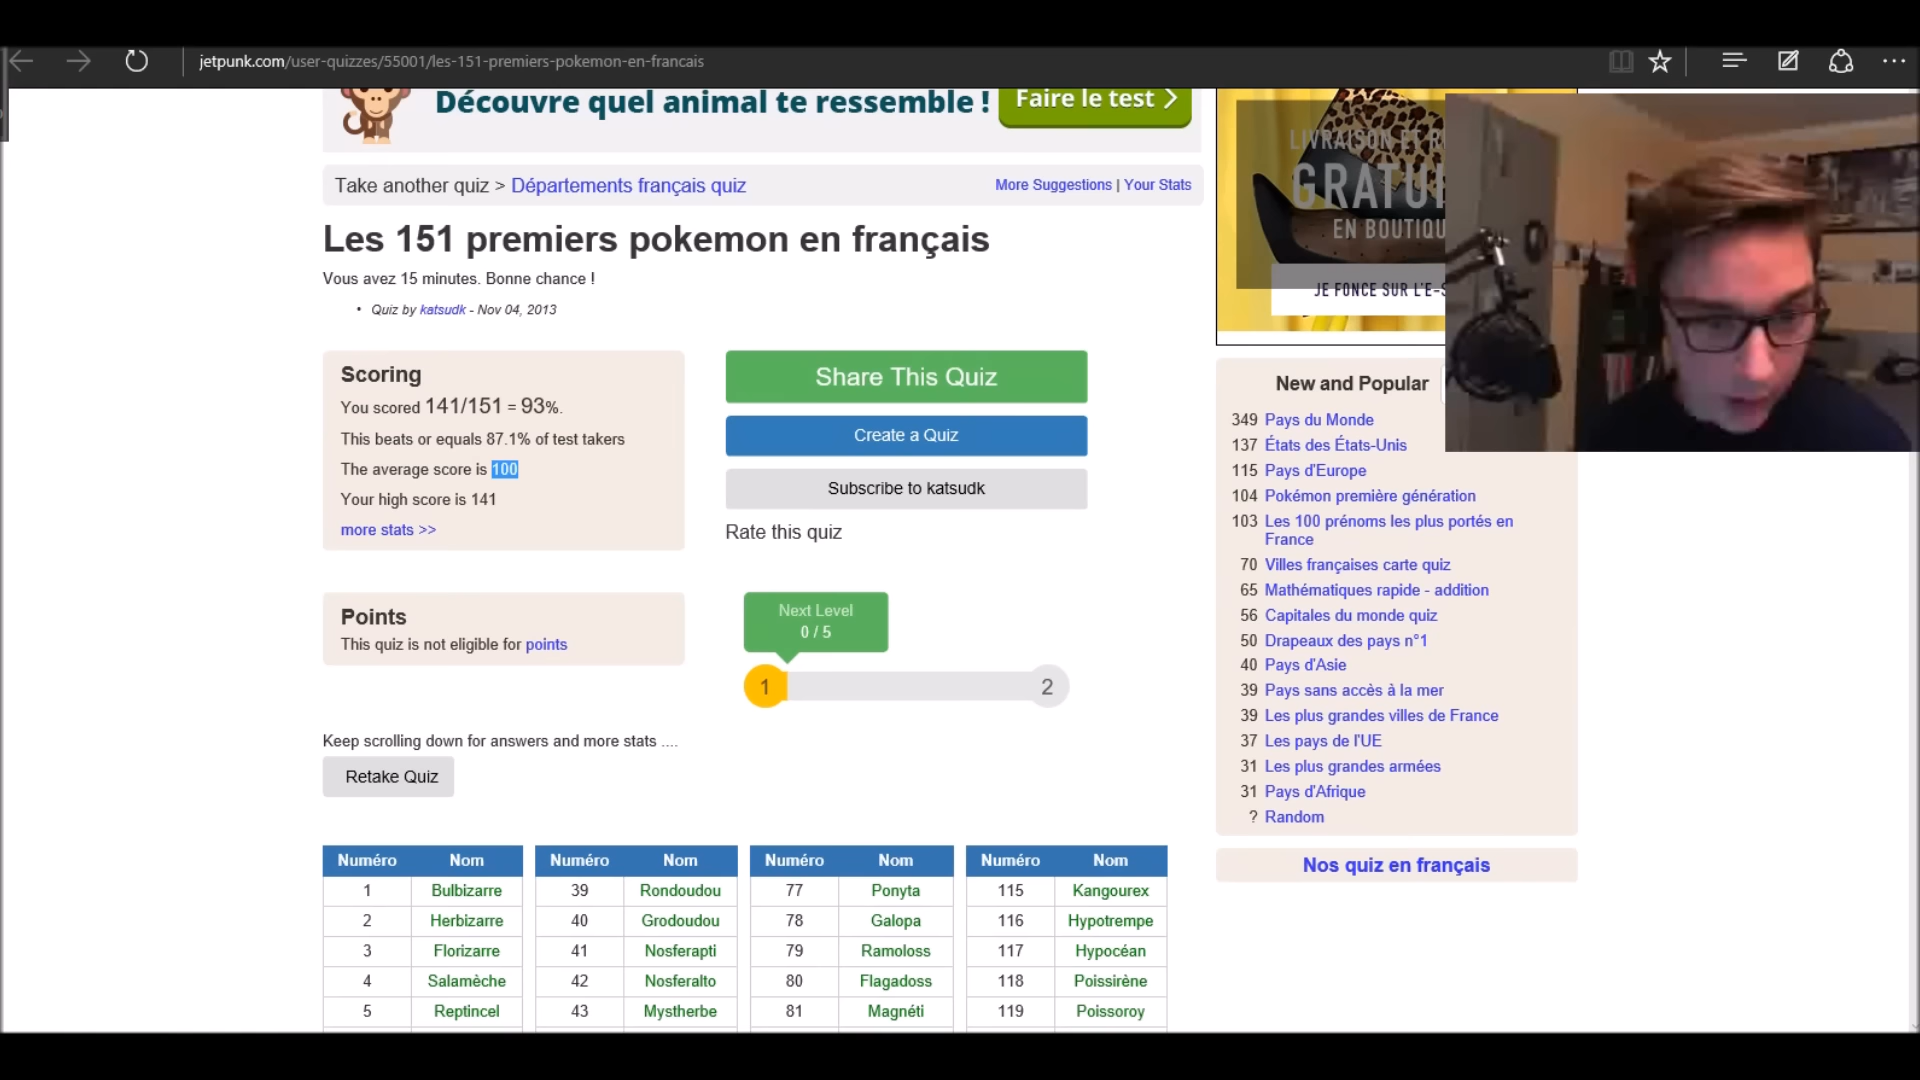 jetpunk.com/user-quizzes/55001/les-151-premiers-pokemon-en-francais
Découvre quel animal te ressemble !
Faire le test >
Take another quiz > Départements français quiz
More Suggestions | Your Stats
Les 151 premiers pokemon en français
Vous avez 15 minutes. Bonne chance !
• Quiz by katsudk - Nov 04, 2013
Scoring
You scored 141/151 = 93%.
This beats or equals 87.1% of test takers
The average score is 100
Your high score is 141
more stats >>
Share This Quiz
Create a Quiz
Subscribe to katsudk
Rate this quiz
Points
This quiz is not eligible for points
Next Level
0 / 5
1
2
Keep scrolling down for answers and more stats ....
Retake Quiz
Numéro Nom Numéro Nom Numéro Nom Numéro Nom
1 Bulbizarre 39 Rondoudou 77 Ponyta 115 Kangourex
2 Herbizarre 40 Grodoudou 78 Galopa 116 Hypotrempe
3 Florizarre 41 Nosferapti 79 Ramoloss 117 Hypocéan
4 Salamèche 42 Nosferalto 80 Flagadoss 118 Poissirène
5 Reptincel 43 Mystherbe 81 Magnéti 119 Poissoroy
LIVRAISON ET R
GRATU
EN BOUTIQU
JE FONCE SUR L'E-S
New and Popular
349 Pays du Monde
137 États des États-Unis
115 Pays d'Europe
104 Pokémon première génération
103 Les 100 prénoms les plus portés en
France
70 Villes françaises carte quiz
65 Mathématiques rapide - addition
56 Capitales du monde quiz
50 Drapeaux des pays n°1
40 Pays d'Asie
39 Pays sans accès à la mer
39 Les plus grandes villes de France
37 Les pays de l'UE
31 Les plus grandes armées
31 Pays d'Afrique
? Random
Nos quiz en français